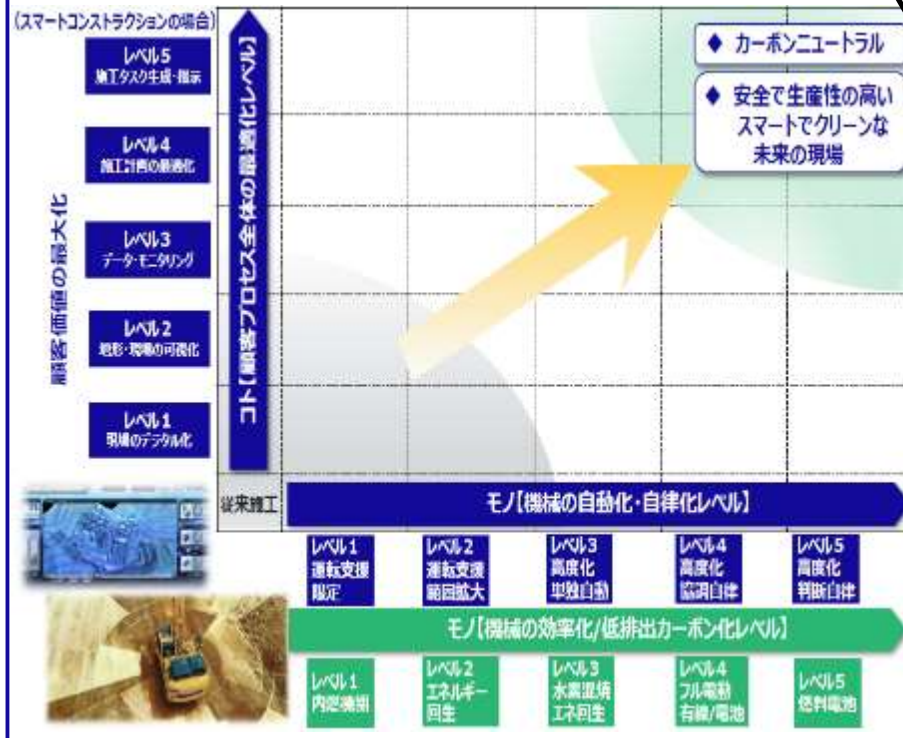 (スマートコンストラクションの場合)
レベル5
施工タスク生成・指示
レベル4
施工計画の最適化
レベル3
データ・モニタリング
レベル2
地形・現場の可視化
レベル1
現場のデジタル化
顧客価値の最大化
コト【顧客プロセス全体の最適化レベル】
◆ カーボンニュートラル
◆ 安全で生産性の高い
スマートでクリーンな
未来の現場
従来施工
モノ【機械の自動化・自律化レベル】
レベル1
運転支援
限定
レベル2
運転支援
範囲拡大
レベル3
高度化
単独自動
レベル4
高度化
協調自律
レベル5
高度化
判断自律
モノ【機械の効率化/低排出カーボン化レベル】
レベル1
内燃機関
レベル2
エネルギー
回生
レベル3
水素混焼
エネ回生
レベル4
フル電動
有線/電池
レベル5
燃料電池